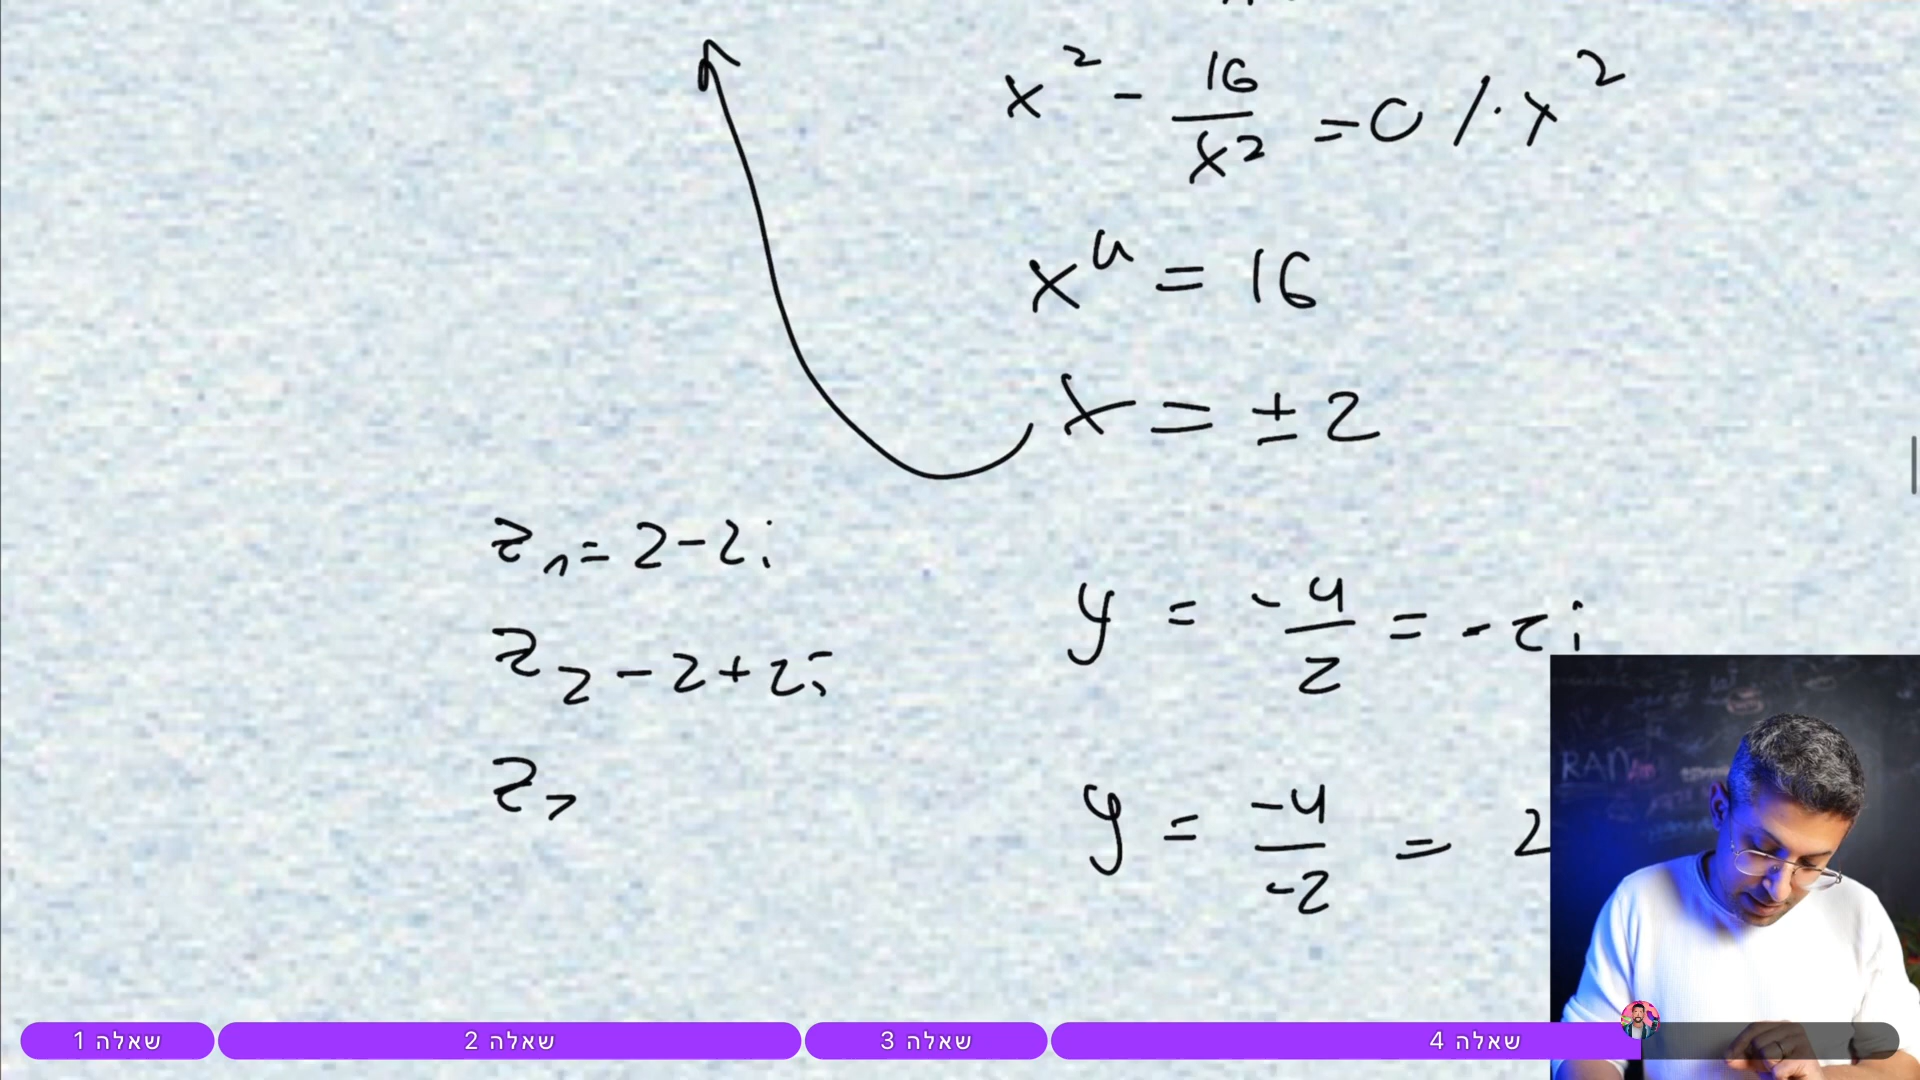 x² - 16/x² = 0 /·x²
x⁴ = 16
x = ±2
z₁ = 2-2i
y = -4/2 = -2i
z₂ - 2+2i
z
y = -4/-2 = 2
RAN
שאלה 1
שאלה 2
שאלה 3
שאלה 4